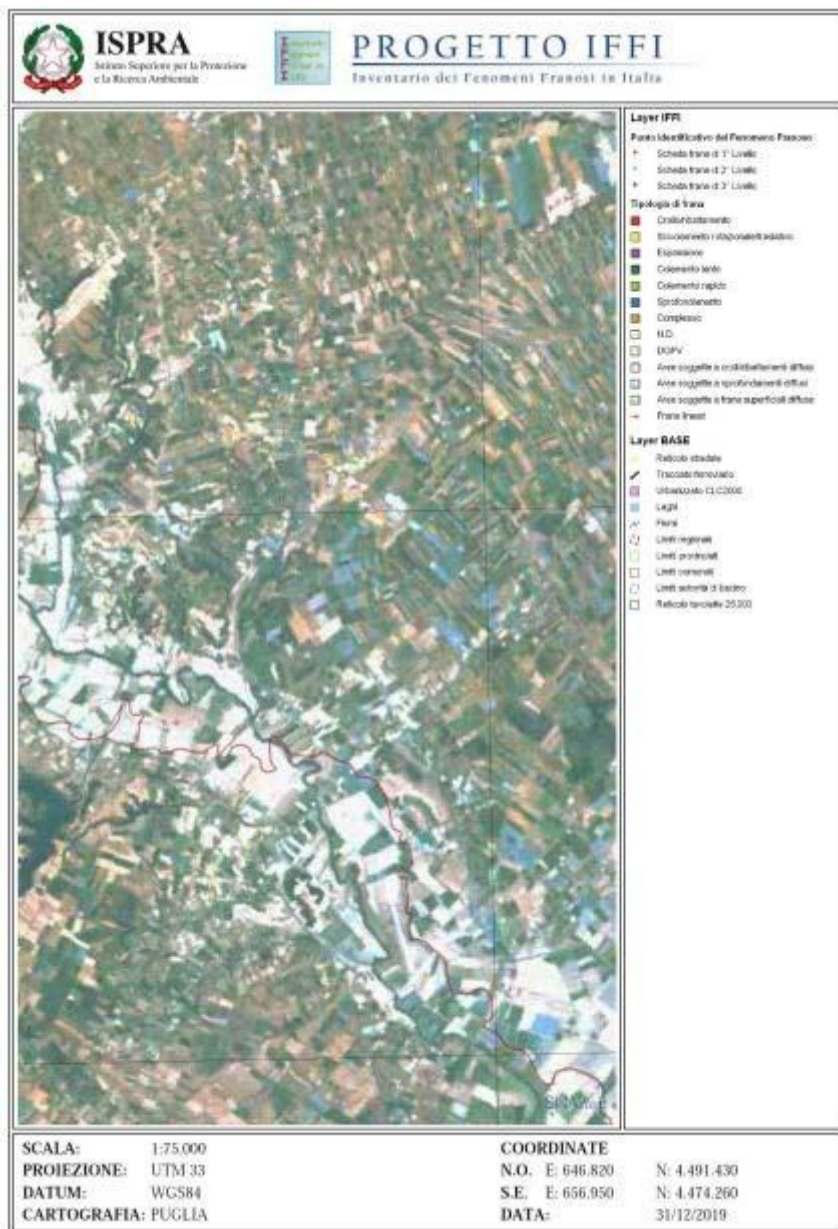 ISPRA
Istituto Superiore per la Protezione
e la Ricerca Ambientale
PROGETTO IFFI
Inventario dei Fenomeni Franosi in Italia
Layer IFFI
Punto Identificativo del Fenomeno Franoso
Scheda frana di 1° Livello
Scheda frana di 2° Livello
Scheda frana di 3° Livello
Tipologia di frana
Crollo/ribaltamento
Scivolamento rotazionale/traslativo
Espansione
Colamento lento
Colamento rapido
Sprofondamento
Complesso
N.D.
DGPV
Aree soggette a crolli/ribaltamenti diffusi
Aree soggette a sprofondamenti diffusi
Aree soggette a frane superficiali diffuse
Frane lineari
Layer BASE
Reticolo stradale
Tracciato ferroviario
Urbanizzato CLC2000
Laghi
Fiumi
Limiti regionali
Limiti provinciali
Limiti comunali
Limiti autorità di bacino
Reticolo tavolette 25.000
SCALA: 1:75.000
PROIEZIONE: UTM 33
DATUM: WGS84
CARTOGRAFIA: PUGLIA
COORDINATE
N.O. E: 646.820 N: 4.491.430
S.E. E: 656.950 N: 4.474.260
DATA: 31/12/2019